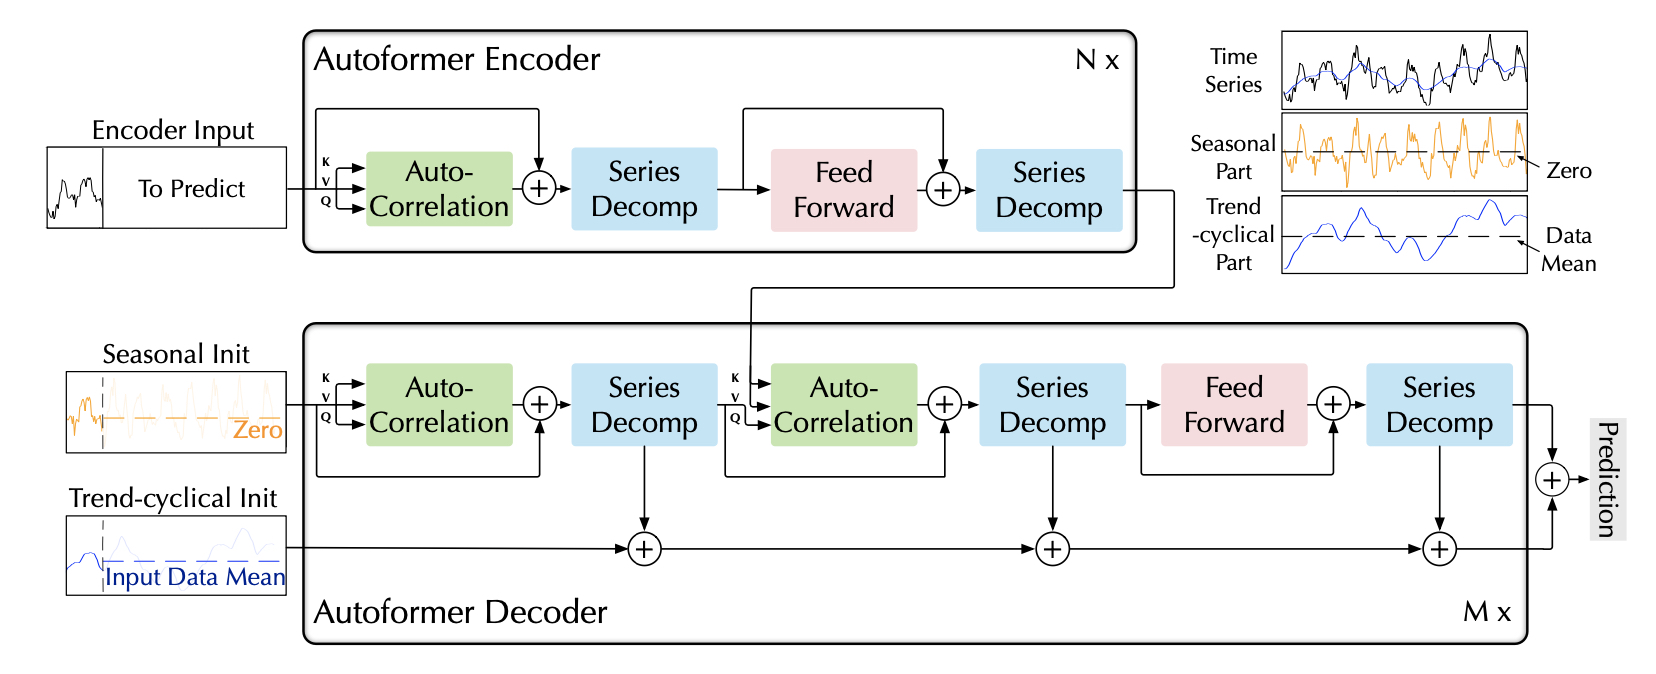 Autoformer Encoder
N x
Encoder Input
To Predict
K
V
Q
Auto-
Correlation
+
Series
Decomp
Feed
Forward
+
Series
Decomp
Time
Series
Seasonal
Part
Zero
Trend
-cyclical
Part
Data
Mean
Seasonal Init
Zero
K
V
Q
Auto-
Correlation
+
Series
Decomp
K
V
Q
Auto-
Correlation
+
Series
Decomp
Feed
Forward
+
Series
Decomp
+
Prediction
Trend-cyclical Init
Input Data Mean
+
+
+
Autoformer Decoder
M x